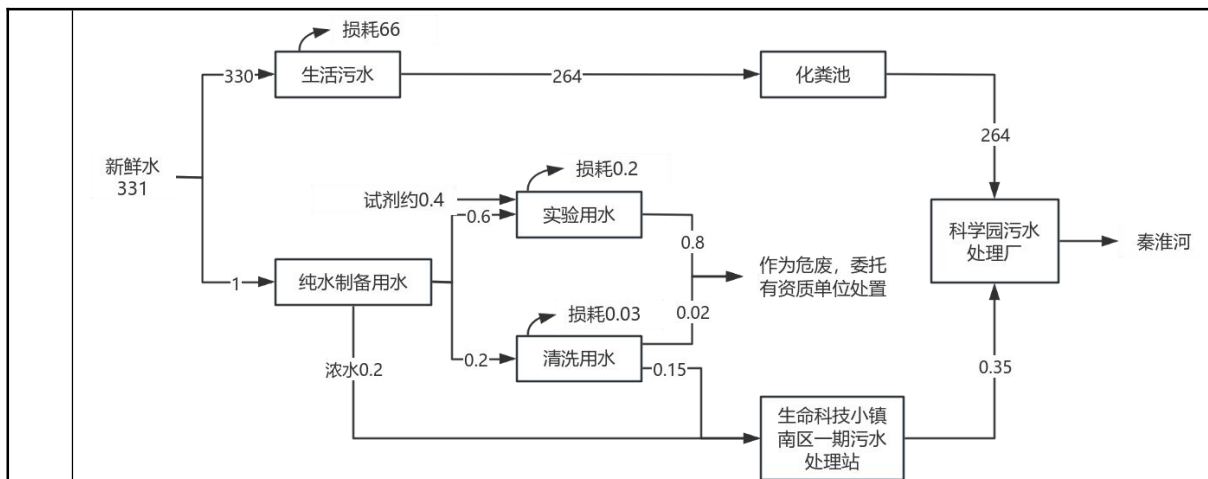 损耗66
330
生活污水
264
化粪池
264
新鲜水
331
试剂约0.4
损耗0.2
0.6
实验用水
0.8
科学园污水
处理厂
秦淮河
1
纯水制备用水
作为危废，委托
有资质单位处置
损耗0.03
0.02
浓水0.2
0.2
清洗用水
0.15
0.35
生命科技小镇
南区一期污水
处理站